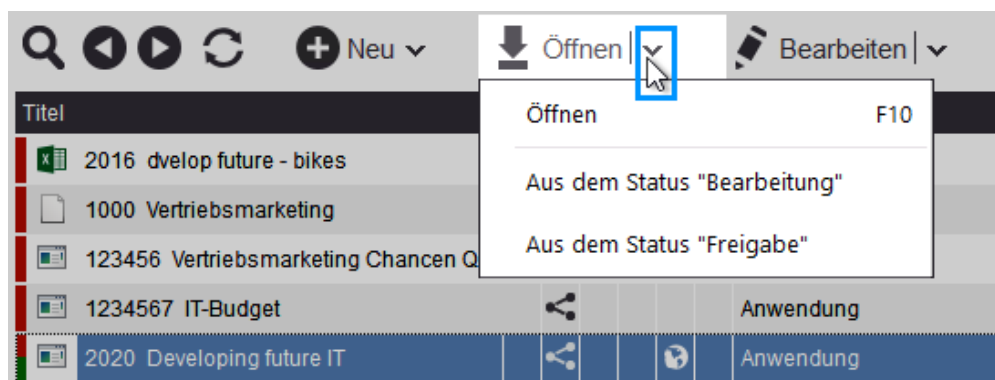 Neu Öffnen Bearbeiten
Titel
Öffnen F10
2016 dvelop future - bikes
Aus dem Status "Bearbeitung"
1000 Vertriebsmarketing
Aus dem Status "Freigabe"
123456 Vertriebsmarketing Chancen Q
1234567 IT-Budget Anwendung
2020 Developing future IT Anwendung